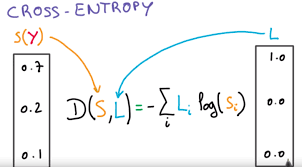 CROSS-ENTROPY
S(Y)
L
0.7
1.0
0.2
D(S,L) = -∑ᵢ Lᵢ log(Sᵢ)
0.0
0.1
0.0